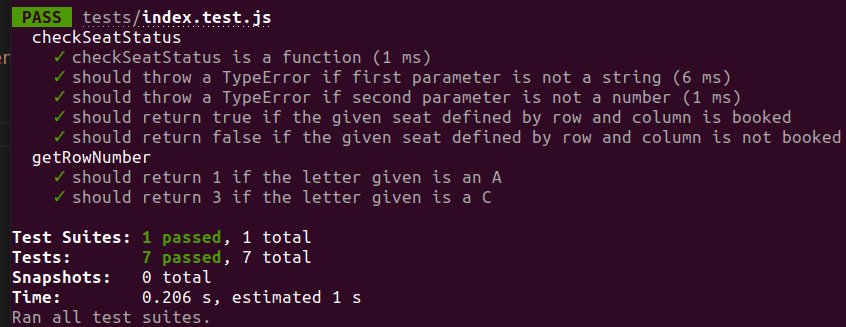 PASS tests/index.test.js
checkSeatStatus
✓ checkSeatStatus is a function (1 ms)
✓ should throw a TypeError if first parameter is not a string (6 ms)
✓ should throw a TypeError if second parameter is not a number (1 ms)
✓ should return true if the given seat defined by row and column is booked
✓ should return false if the given seat defined by row and column is not booked
getRowNumber
✓ should return 1 if the letter given is an A
✓ should return 3 if the letter given is a C
Test Suites: 1 passed, 1 total
Tests: 7 passed, 7 total
Snapshots: 0 total
Time: 0.206 s, estimated 1 s
Ran all test suites.